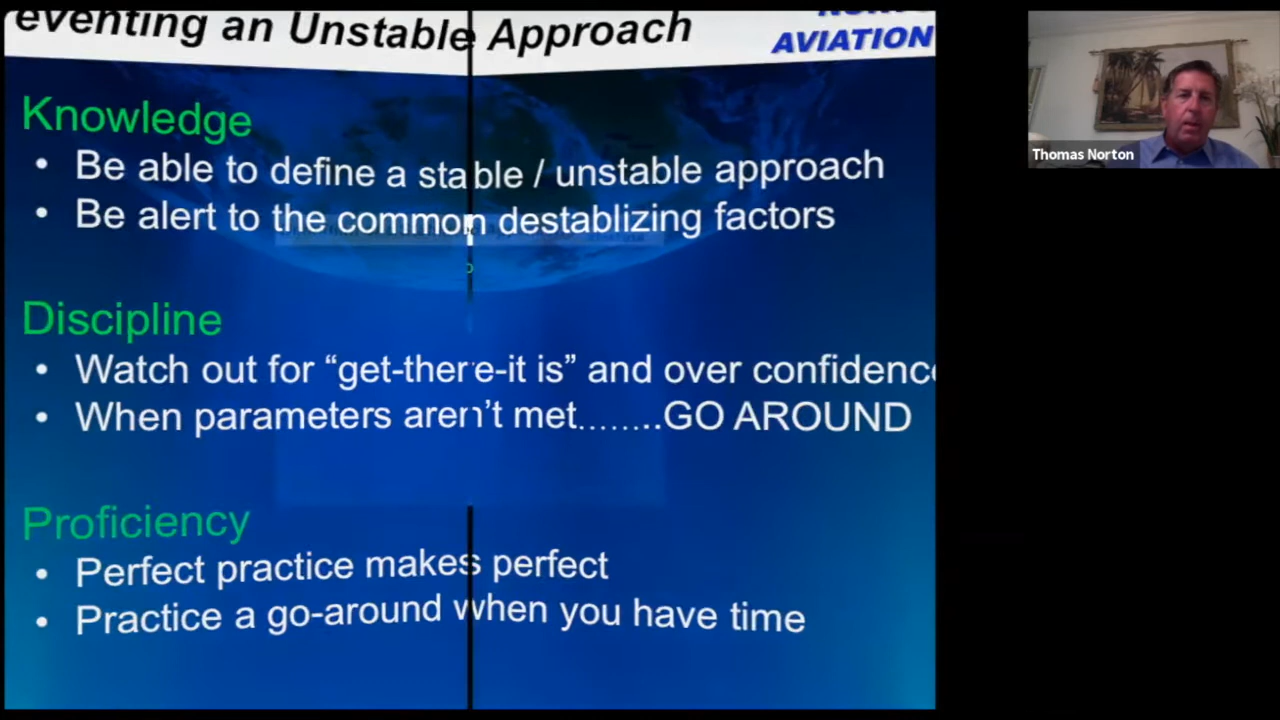 eventing an Unstable Approach
AVIATION
Knowledge
• Be able to define a stable / unstable approach
• Be alert to the common destablizing factors
Discipline
• Watch out for “get-there-it is” and over confidence
• When parameters aren’t met……..GO AROUND
Proficiency
• Perfect practice makes perfect
• Practice a go-around when you have time
Thomas Norton